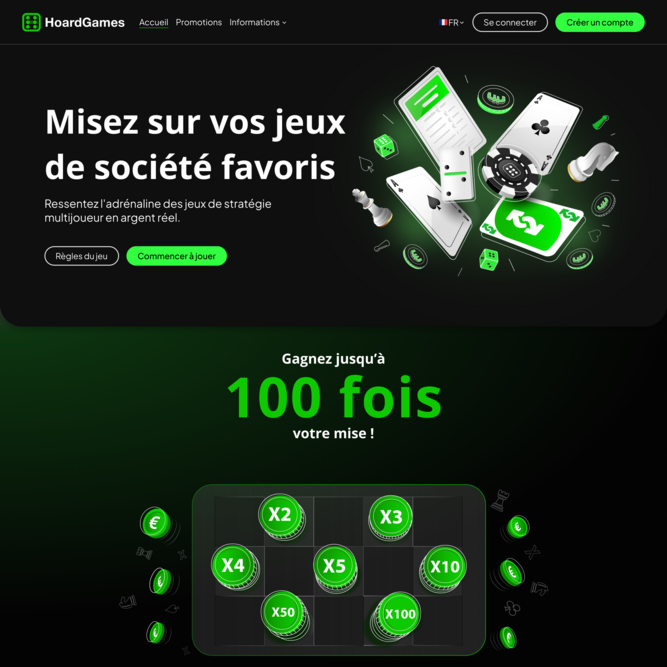 HoardGames
Accueil Promotions Informations
FR
Se connecter
Créer un compte
Misez sur vos jeux
de société favoris
Ressentez l'adrénaline des jeux de stratégie
multijoueur en argent réel.
Règles du jeu
Commencer à jouer
A
A
Gagnez jusqu'à
100 fois
votre mise !
€
€
X2
X3
X4
X5
X10
€
€
X50
X100
€
€